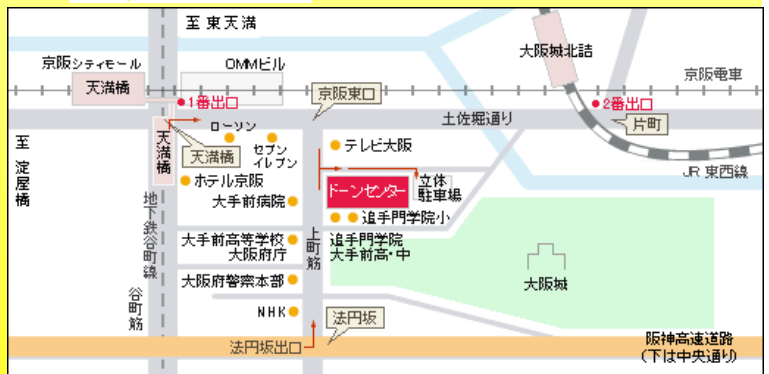 至 東天満
京阪シティモール
OMMビル
大阪城北詰
天満橋
京阪東口
京阪電車
1番出口
2番出口
土佐堀通り
片町
至 淀屋橋
天満橋
天満橋
ローソン
セブン
イレブン
テレビ大阪
JR 東西線
ホテル京阪
ドーンセンター
立体
駐車場
大手前病院
追手門学院小
地下鉄谷町線
大手前高等学校
大阪府庁
上町筋
追手門学院
大手前高・中
大阪府警察本部
大阪城
谷町筋
NHK
法円坂
法円坂出口
阪神高速道路
(下は中央通り)